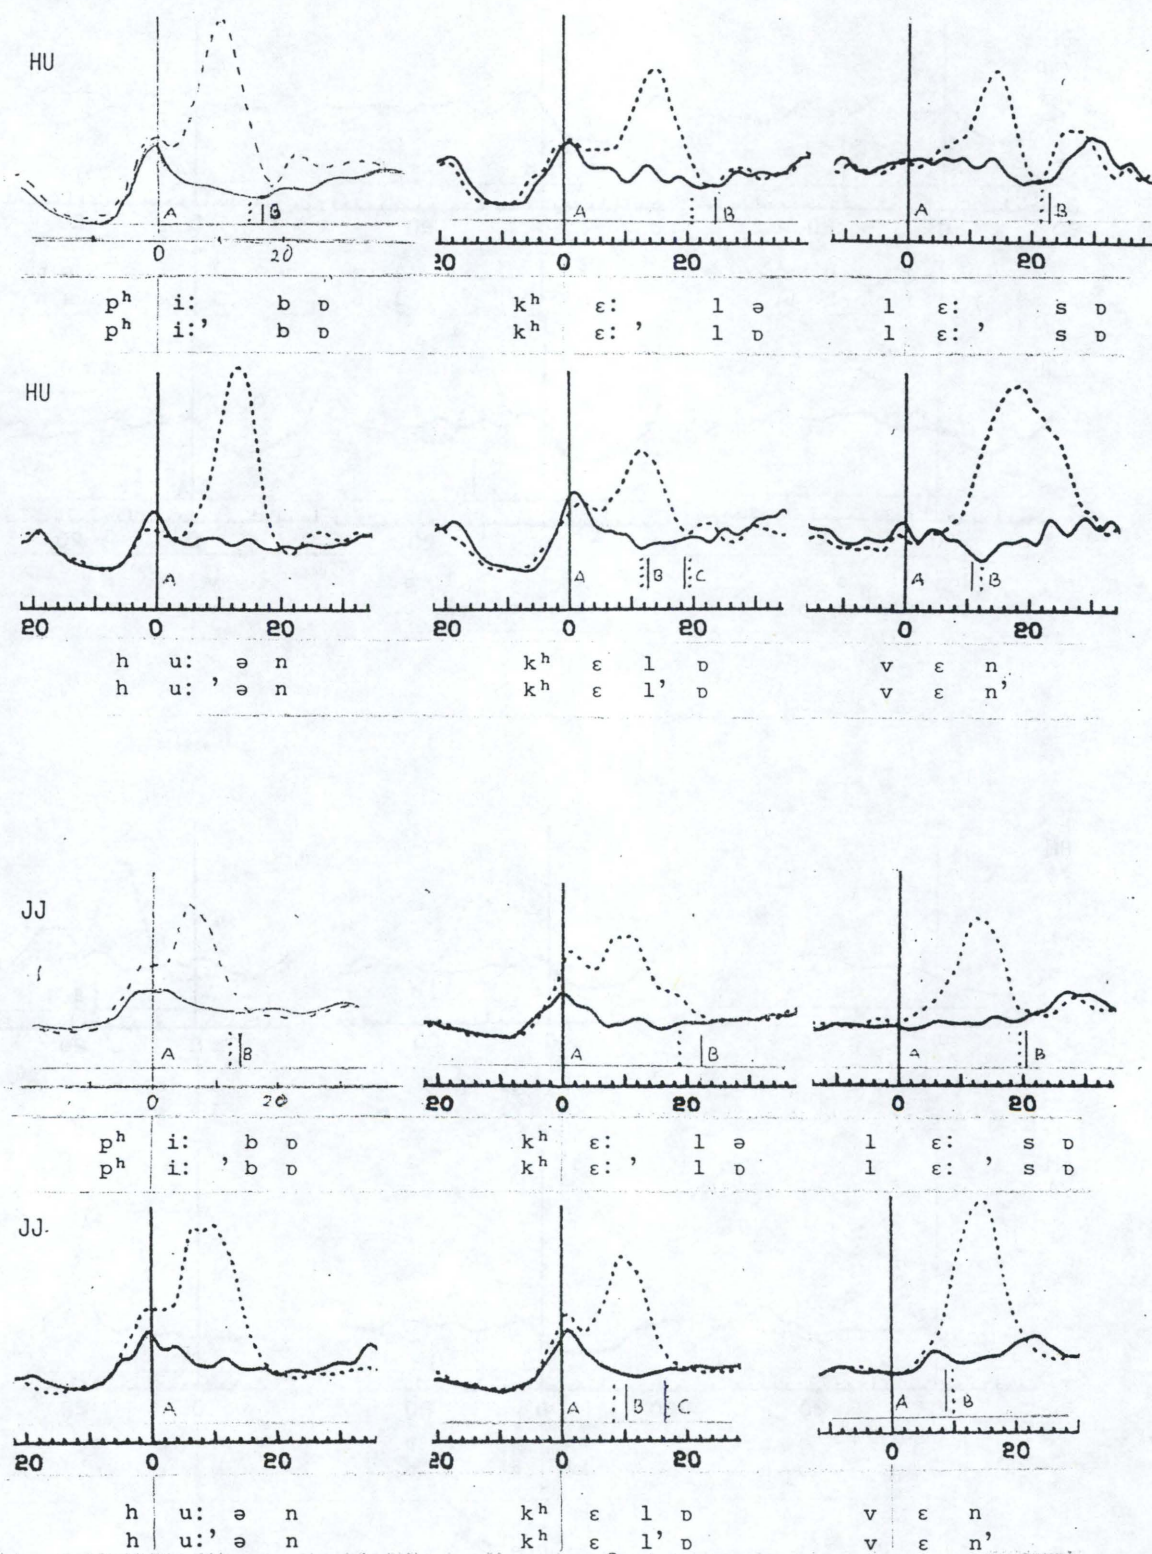 HU
A B A B A B
0 20 20 0 20 0 20
pʰ i: b ɒ kʰ ɛ: l ə l ɛ: s ɒ
pʰ i:' b ɒ kʰ ɛ:' l ɒ l ɛ:' s ɒ
HU
A A B C A B
20 0 20 20 0 20 0 20
h u: ə n kʰ ɛ l ɒ v ɛ n
h u:' ə n kʰ ɛ l' ɒ v ɛ n'
JJ
A B A B A B
0 20 20 0 20 0 20
pʰ i: b ɒ kʰ ɛ: l ə l ɛ: s ɒ
pʰ i: ' b ɒ kʰ ɛ: ' l ɒ l ɛ: ' s ɒ
JJ.
A A B C A B
20 0 20 20 0 20 0 20
h u: ə n kʰ ɛ l ɒ v ɛ n
h u:' ə n kʰ ɛ l' ɒ v ɛ n'